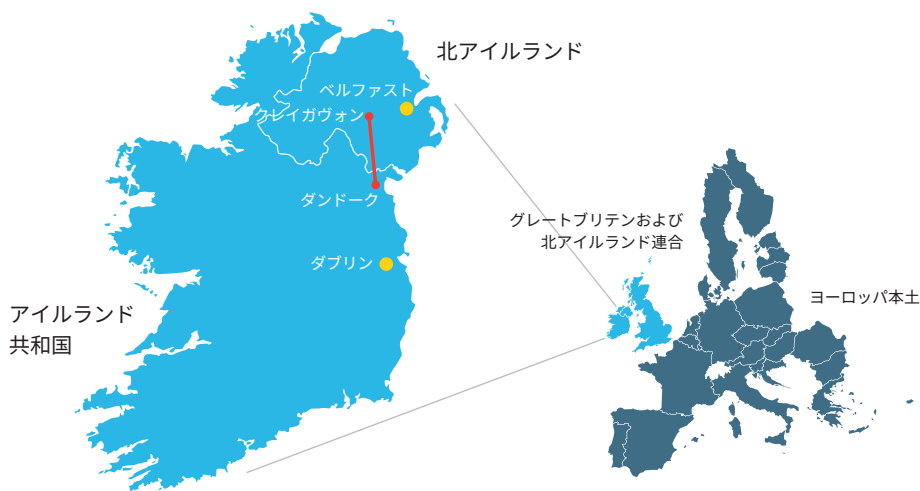 北アイルランド
ベルファスト
クレイガヴォン
ダンドーク
ダブリン
アイルランド
共和国
グレートブリテンおよび
北アイルランド連合
ヨーロッパ本土